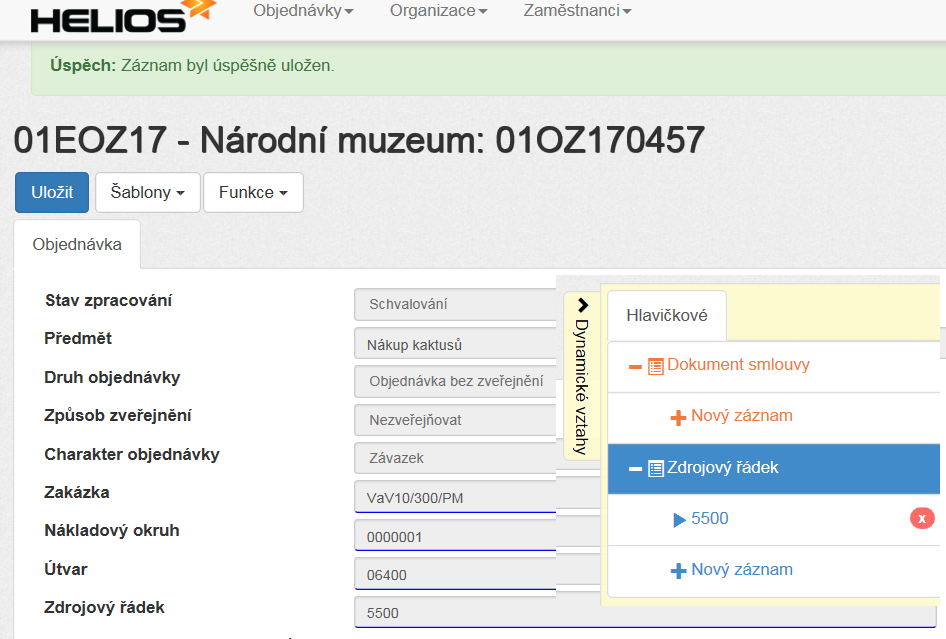 HELIOS
Objednávky Organizace Zaměstnanci
Úspěch: Záznam byl úspěšně uložen.
01EOZ17 - Národní muzeum: 01OZ170457
Uložit Šablony Funkce
Objednávka
Stav zpracování Schvalování
Předmět Nákup kaktusů
Druh objednávky Objednávka bez zveřejnění
Způsob zveřejnění Nezveřejňovat
Charakter objednávky Závazek
Zakázka VaV10/300/PM
Nákladový okruh 0000001
Útvar 06400
Zdrojový řádek 5500
Dynamické vztahy
Hlavičkové
Dokument smlouvy
Nový záznam
Zdrojový řádek
5500 x
Nový záznam